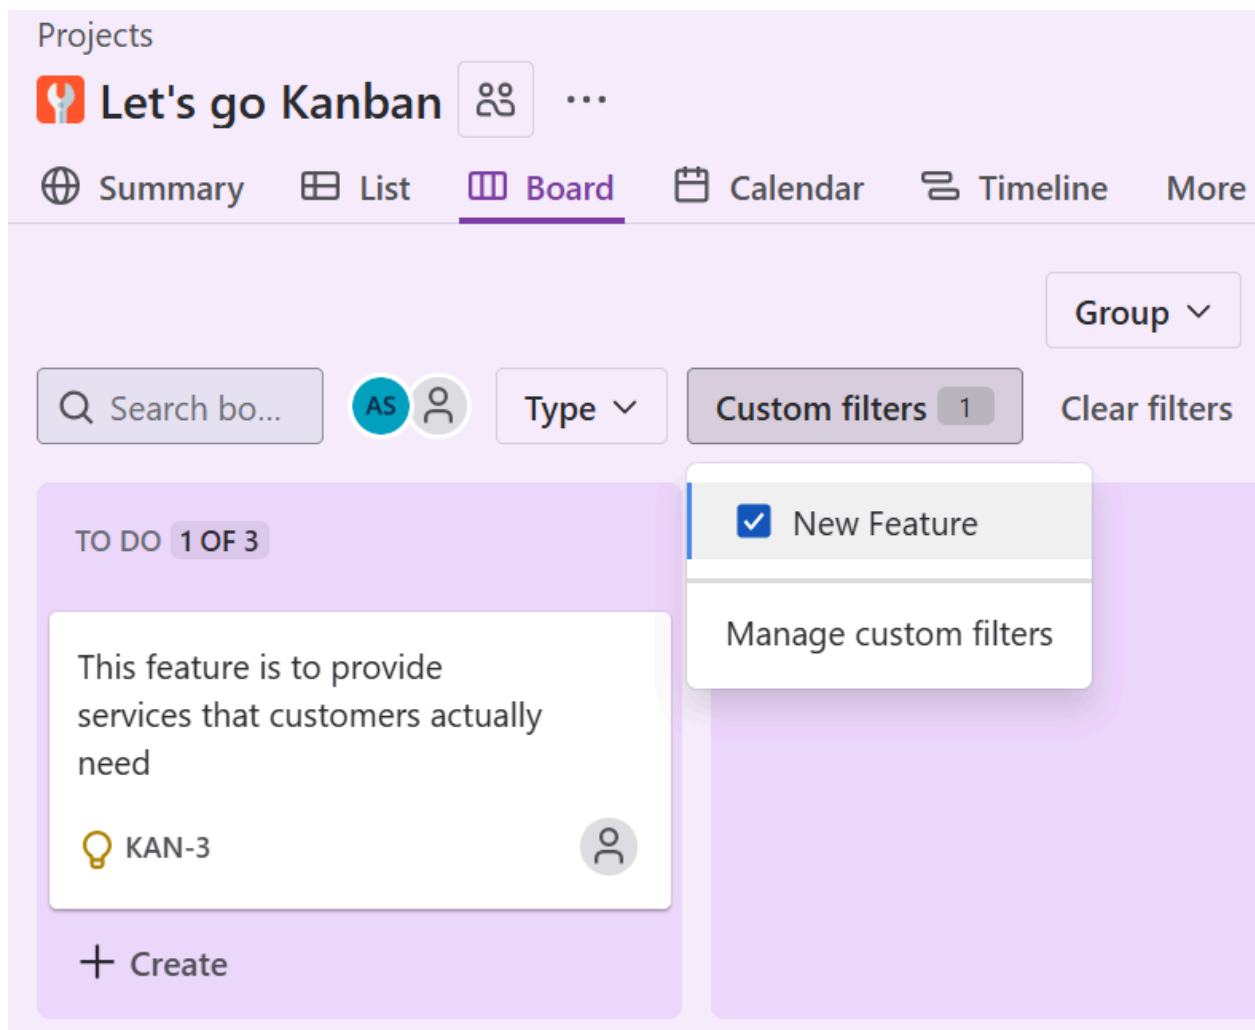 Projects
Let's go Kanban
Summary List Board Calendar Timeline More
Group
Search bo... AS Type Custom filters 1 Clear filters
New Feature
TO DO 1 OF 3
Manage custom filters
This feature is to provide
services that customers actually
need
KAN-3
Create